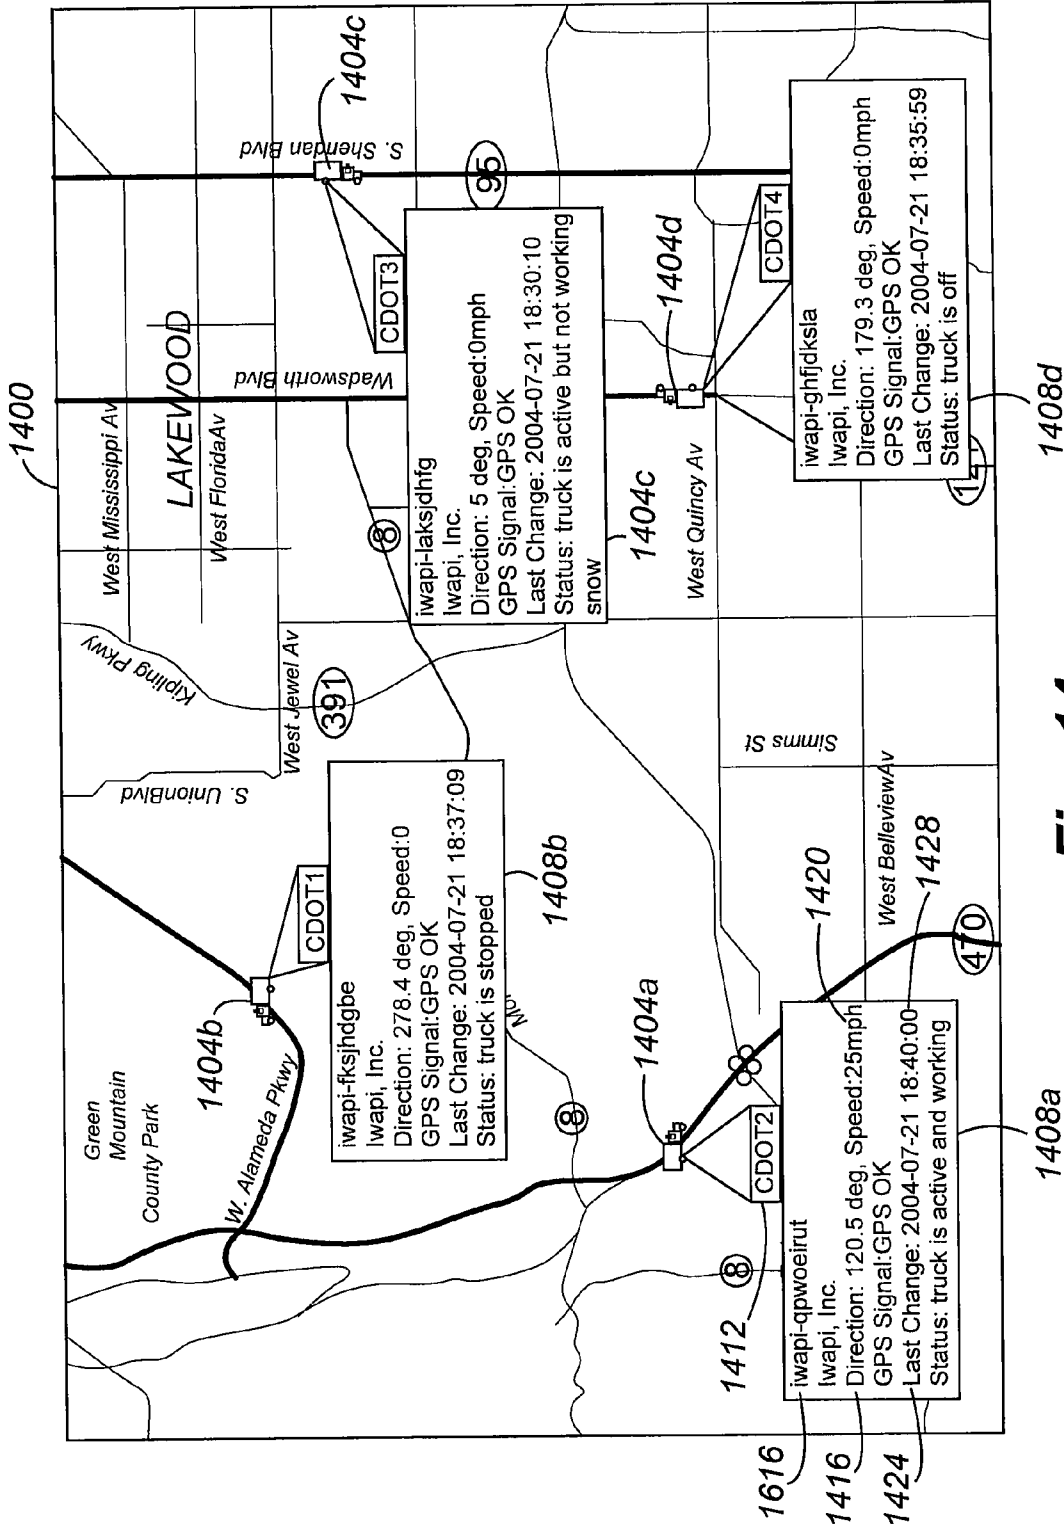 1400
Green
Mountain
County Park
W. Alameda Pkwy
1404b
CDOT1
iwapi-fksjhdgbe
Iwapi, Inc.
Direction: 278.4 deg, Speed:0
GPS Signal:GPS OK
Last Change: 2004-07-21 18:37:09
Status: truck is stopped
1408b
S. UnionBlvd
Kipling Pkwy
West Jewel Av
391
West Mississippi Av
LAKEWOOD
West FloridaAv
Wadsworth Blvd
S. Sheridan Blvd
1404c
CDOT3
95
8
iwapi-laksjdhfg
Iwapi, Inc.
Direction: 5 deg, Speed:0mph
GPS Signal:GPS OK
Last Change: 2004-07-21 18:30:10
Status: truck is active but not working
snow
1404c
8
8
1404a
CDOT2
1412
iwapi-qpwoeirut
Iwapi, Inc.
Direction: 120.5 deg, Speed:25mph
GPS Signal:GPS OK
Last Change: 2004-07-21 18:40:00
Status: truck is active and working
1616
1416
1424
1420
1428
1408a
470
West BelleviewAv
Simms St
West Quincy Av
1404d
CDOT4
iwapi-ghfjdksla
Iwapi, Inc.
Direction: 179.3 deg, Speed:0mph
GPS Signal:GPS OK
Last Change: 2004-07-21 18:35:59
Status: truck is off
1408d